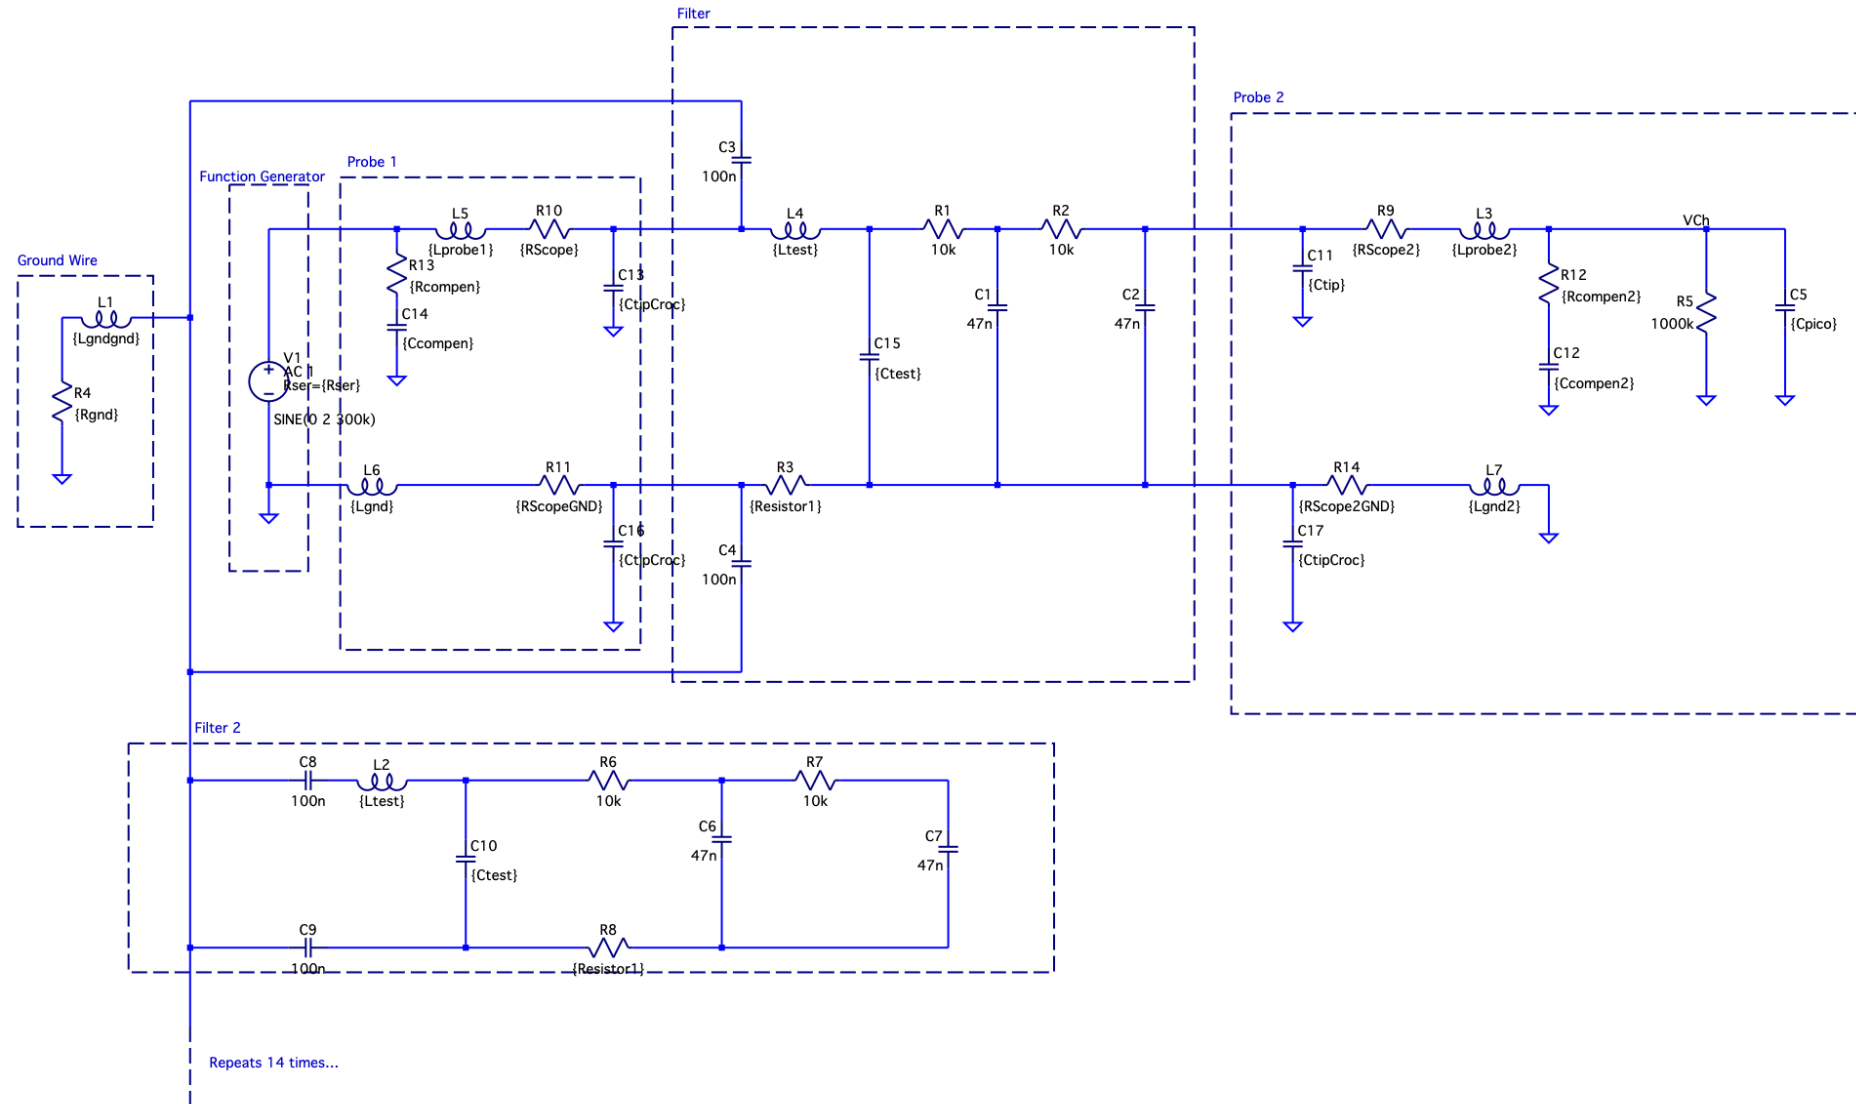 Filter
Probe 2
C3
100n
Probe 1
Function Generator
Ground Wire
L1
{Lgndgnd}
R4
{Rgnd}
V1
AC 1
Rser={Rser}
SINE(0 2 300k)
L5
{Lprobe1}
R10
{RScope}
R13
{Rcompen}
C14
{Ccompen}
C13
{CtipCroc}
L4
{Ltest}
R1
10k
R2
10k
C1
47n
C2
47n
C15
{Ctest}
C11
{Ctip}
R9
{RScope2}
L3
{Lprobe2}
VCh
R12
{Rcompen2}
C12
{Ccompen2}
R5
1000k
C5
{Cpico}
L6
{Lgnd}
R11
{RScopeGND}
C16
{CtipCroc}
C4
100n
R3
{Resistor1}
R14
{RScope2GND}
L7
{Lgnd2}
C17
{CtipCroc}
Filter 2
C8
100n
L2
{Ltest}
R6
10k
R7
10k
C10
{Ctest}
C6
47n
C7
47n
C9
100n
R8
{Resistor1}
Repeats 14 times...